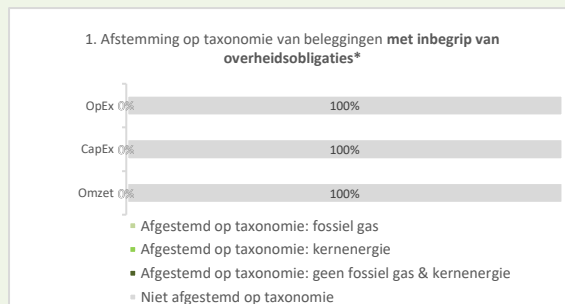 1. Afstemming op taxonomie van beleggingen met inbegrip van
overheidsobligaties*
OpEx 0% 100%
CapEx 0% 100%
Omzet 0% 100%
Afgestemd op taxonomie: fossiel gas
Afgestemd op taxonomie: kernenergie
Afgestemd op taxonomie: geen fossiel gas & kernenergie
Niet afgestemd op taxonomie